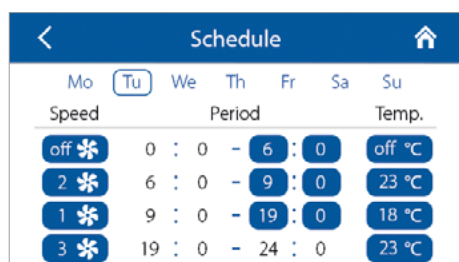 Schedule
Mo Tu We Th Fr Sa Su
Speed Period Temp.
off 0 : 0 - 6 : 0 off °C
2 6 : 0 - 9 : 0 23 °C
1 9 : 0 - 19 : 0 18 °C
3 19 : 0 - 24 : 0 23 °C